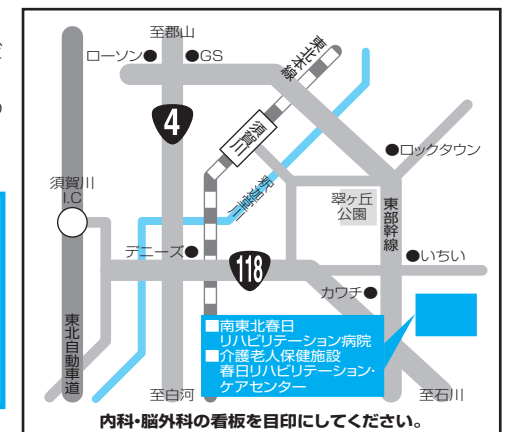 至郡山
ローソン●
●GS
東北本線
4
須賀川
●ロックタウン
須賀川
I.C
釈迦堂川
翠ヶ丘
公園
東部幹線
デニーズ●
118
●いちい
カワチ●
東北自動車道
■南東北春日
リハビリテーション病院
■介護老人保健施設
春日リハビリテーション・
ケアセンター
至白河
至石川
内科・脳外科の看板を目印にしてください。